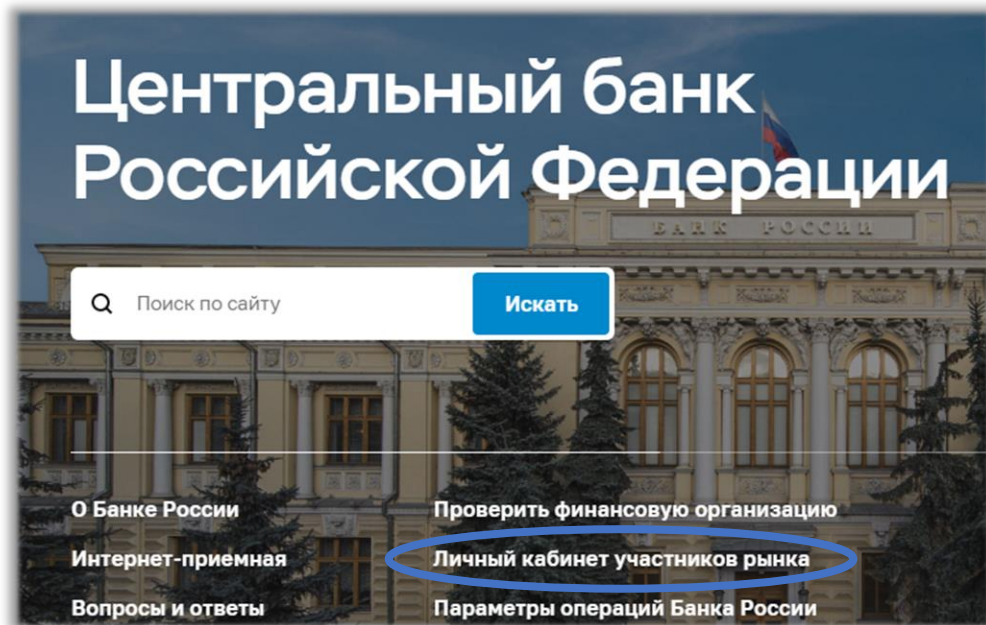 Центральный банк
Российской Федерации
БАНК РОССИИ
Поиск по сайту
Искать
О Банке России
Проверить финансовую организацию
Интернет-приемная
Личный кабинет участников рынка
Вопросы и ответы
Параметры операций Банка России